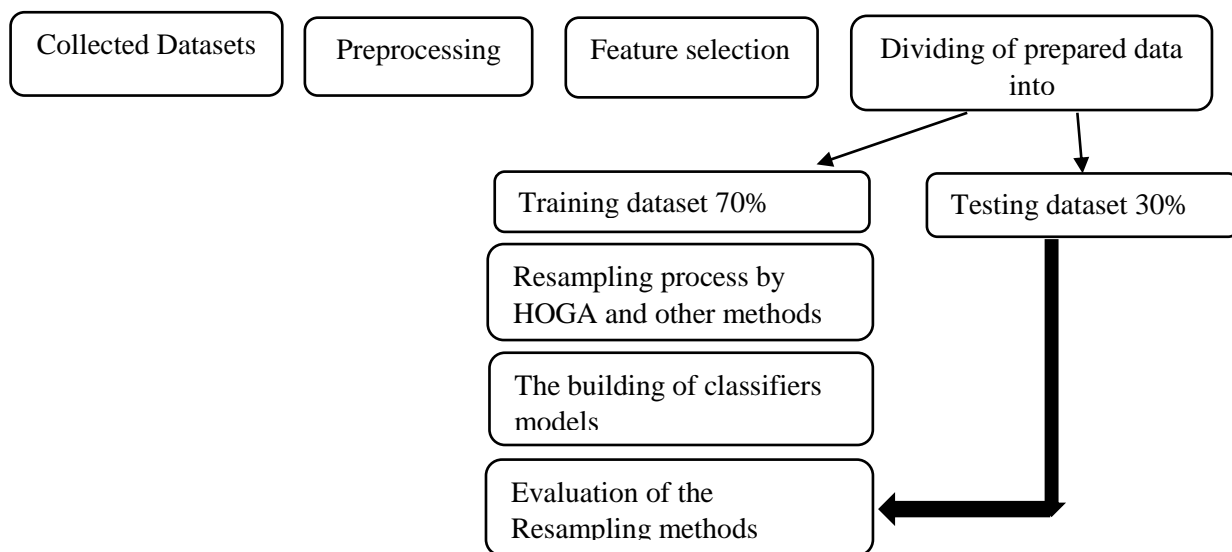 Collected Datasets
Preprocessing
Feature selection
Dividing of prepared data
into
Training dataset 70%
Testing dataset 30%
Resampling process by
HOGA and other methods
The building of classifiers
models
Evaluation of the
Resampling methods